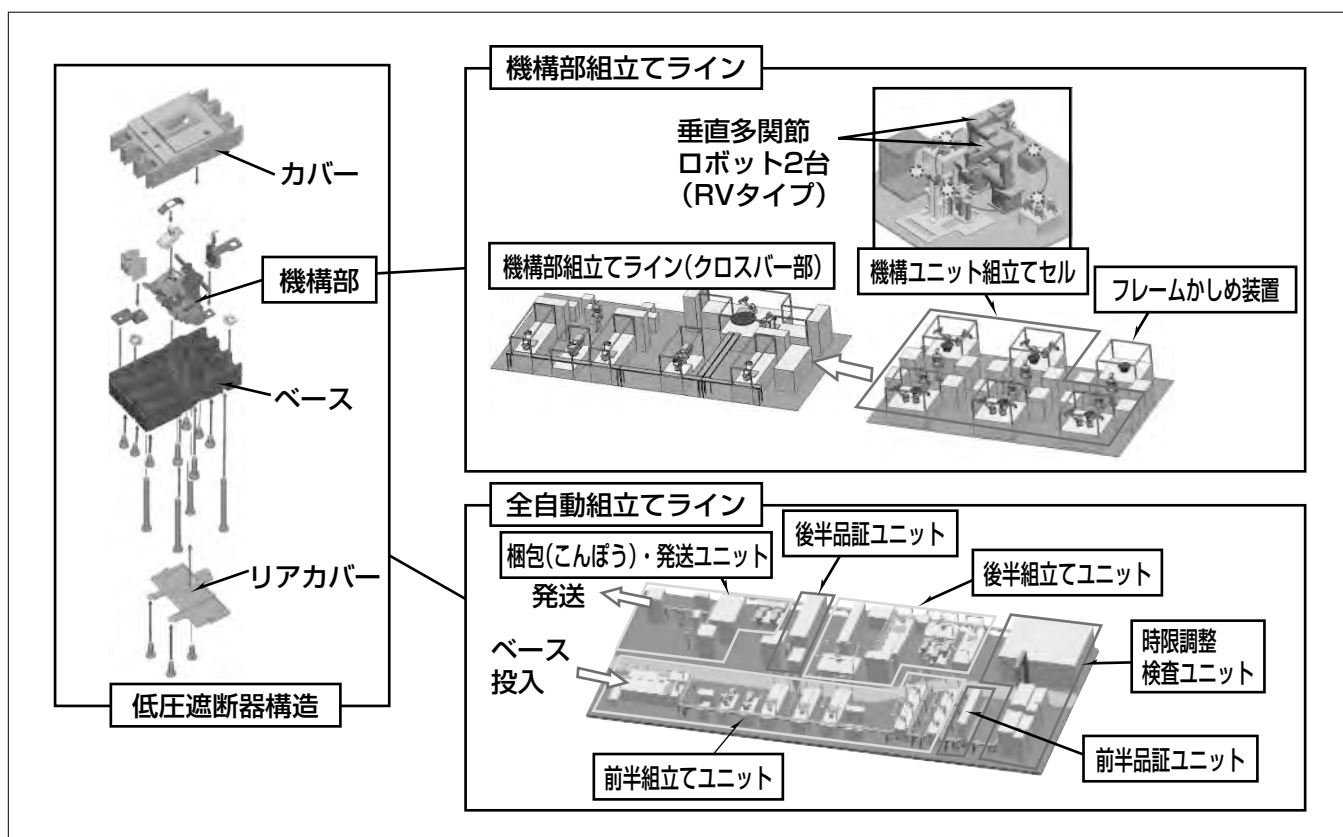 カバー
機構部
ベース
リアカバー
低圧遮断器構造
機構部組立てライン
垂直多関節
ロボット2台
(RVタイプ)
機構部組立てライン(クロスバー部)
機構ユニット組立てセル
フレームかしめ装置
全自動組立てライン
梱包(こんぽう)・発送ユニット
後半品証ユニット
後半組立てユニット
発送
ベース
投入
時限調整
検査ユニット
前半組立てユニット
前半品証ユニット